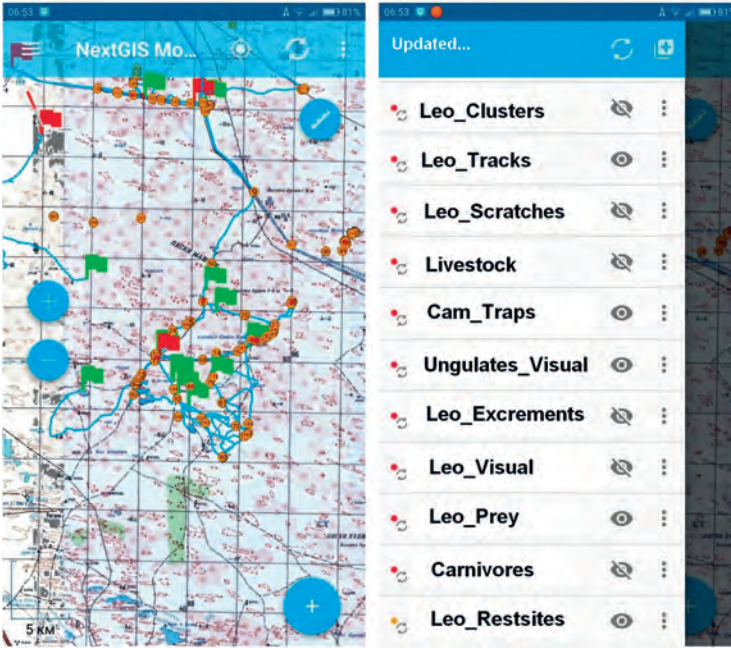 06:53
81%
NextGIS Mo...
5 КМ
06:53
81%
Updated...
Leo_Clusters
Leo_Tracks
Leo_Scratches
Livestock
Cam_Traps
Ungulates_Visual
Leo_Excrements
Leo_Visual
Leo_Prey
Carnivores
Leo_Restsites